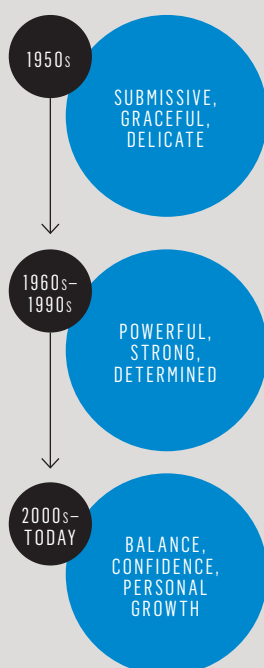 1950s
SUBMISSIVE,
GRACEFUL,
DELICATE
1960s–
1990s
POWERFUL,
STRONG,
DETERMINED
2000s–
TODAY
BALANCE,
CONFIDENCE,
PERSONAL
GROWTH